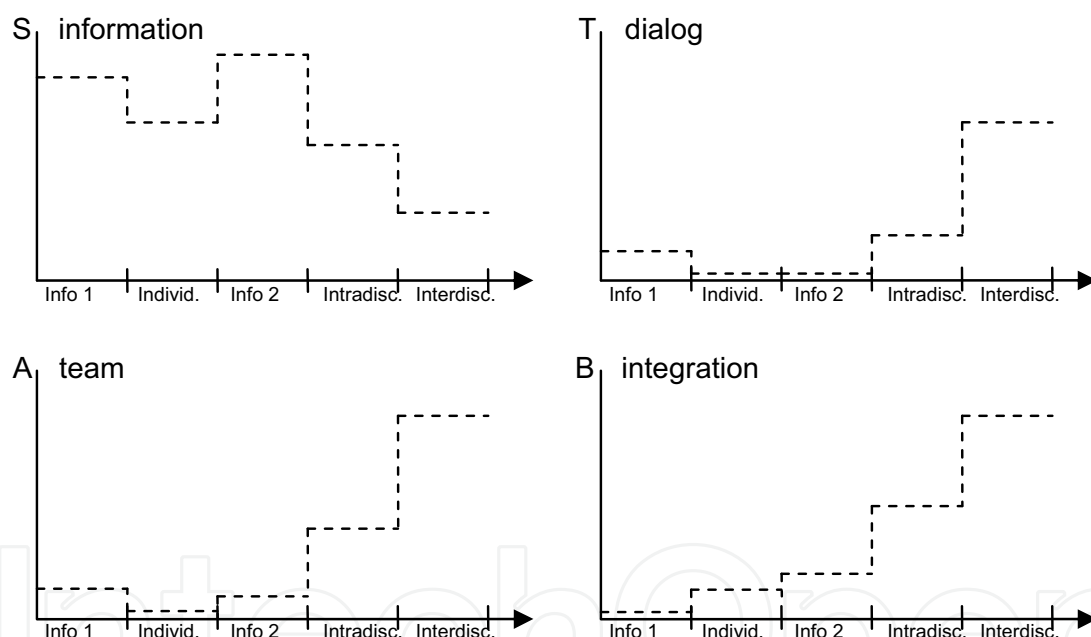 S information
T dialog
Info 1 Individ. Info 2 Intradisc. Interdisc.
Info 1 Individ. Info 2 Intradisc. Interdisc.
A team
B integration
Info 1 Individ. Info 2 Intradisc. Interdisc.
Info 1 Individ. Info 2 Intradisc. Interdisc.
IntechOpen